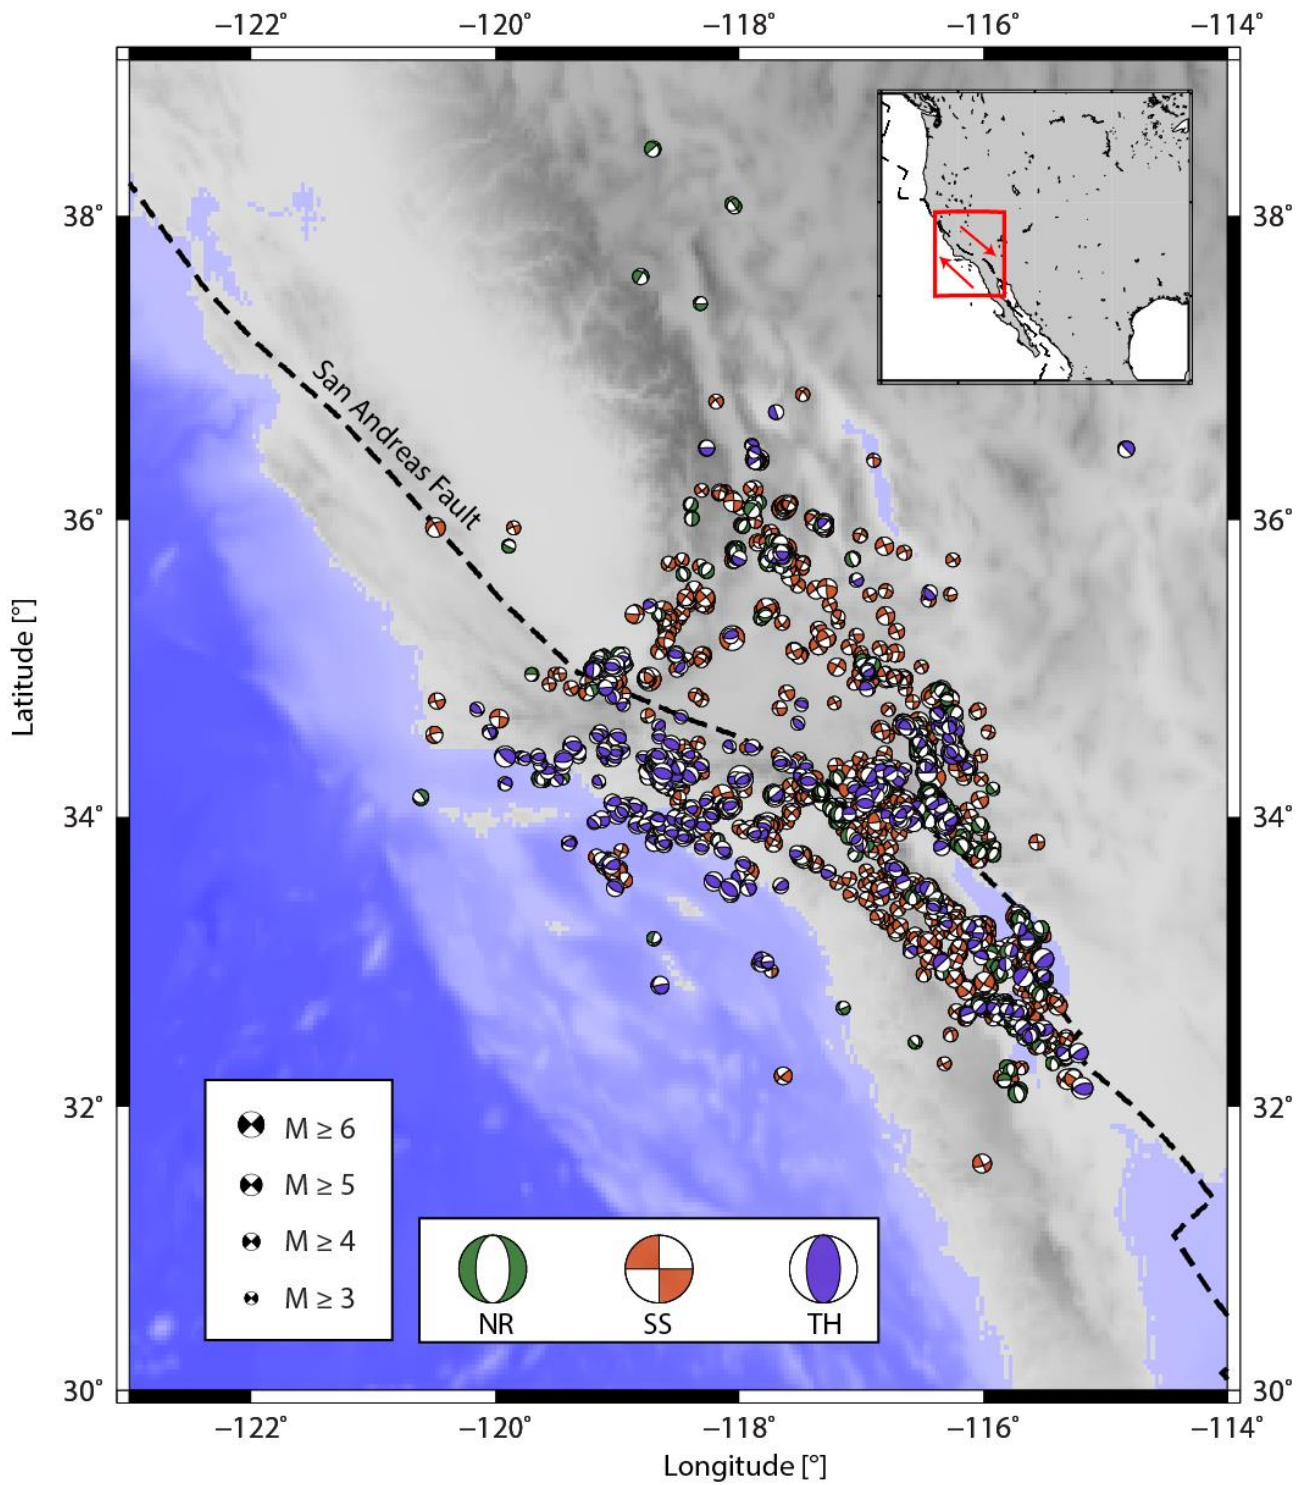 −122° −120° −118° −116° −114°
38° 38°
San Andreas Fault
36° 36°
Latitude [°]
34° 34°
32° 32°
M ≥ 6
M ≥ 5
M ≥ 4
M ≥ 3
NR SS TH
30° 30°
−122° −120° −118° −116° −114°
Longitude [°]